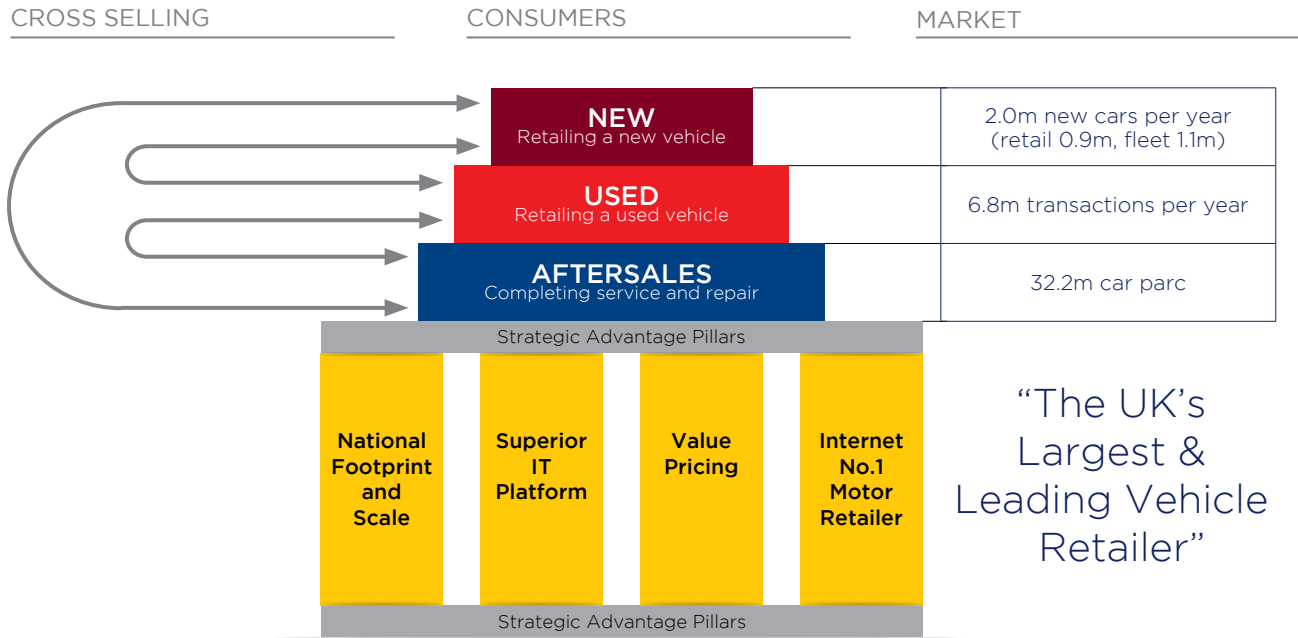 CROSS SELLING
CONSUMERS
MARKET
NEW
Retailing a new vehicle
2.0m new cars per year
(retail 0.9m, fleet 1.1m)
USED
Retailing a used vehicle
6.8m transactions per year
AFTERSALES
Completing service and repair
32.2m car parc
Strategic Advantage Pillars
National
Footprint
and
Scale
Superior
IT
Platform
Value
Pricing
Internet
No.1
Motor
Retailer
“The UK’s
Largest &
Leading Vehicle
Retailer”
Strategic Advantage Pillars